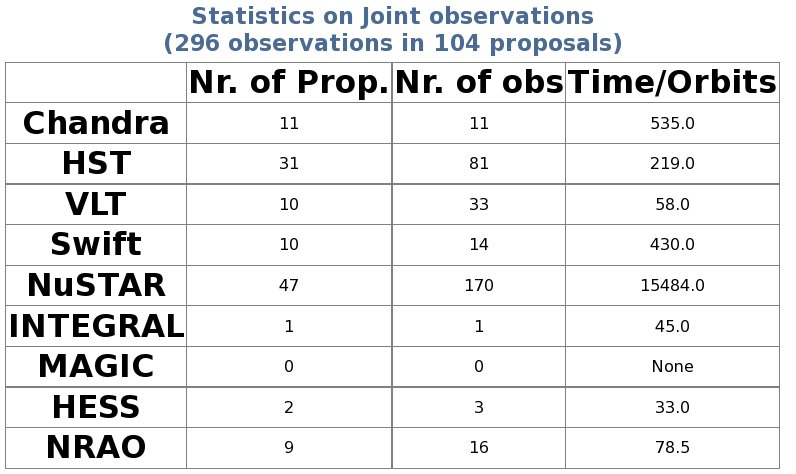 Statistics on Joint observations
(296 observations in 104 proposals)
Nr. of Prop. Nr. of obs Time/Orbits
Chandra 11 11 535.0
HST 31 81 219.0
VLT 10 33 58.0
Swift 10 14 430.0
NuSTAR 47 170 15484.0
INTEGRAL 1 1 45.0
MAGIC 0 0 None
HESS 2 3 33.0
NRAO 9 16 78.5